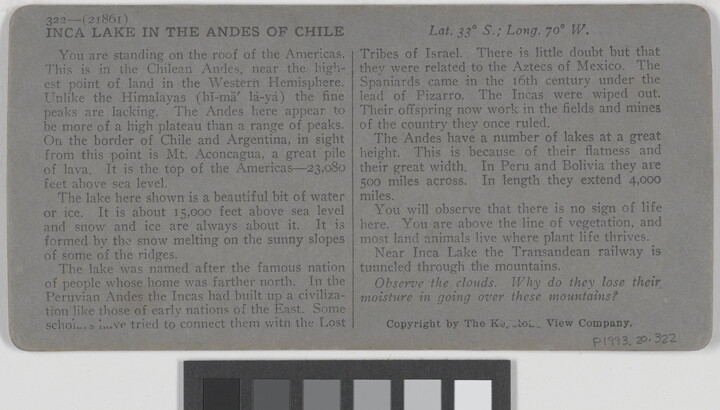 322—(21861)
INCA LAKE IN THE ANDES OF CHILE
Lat. 33° S.; Long. 70° W.
You are standing on the roof of the Americas.
This is in the Chilean Andes, near the high-
est point of land in the Western Hemisphere.
Unlike the Himalayas (hĭ-mä′ lá-yá) the fine
peaks are lacking. The Andes here appear to
be more of a high plateau than a range of peaks.
On the border of Chile and Argentina, in sight
from this point is Mt. Aconcagua, a great pile
of lava. It is the top of the Americas—23,080
feet above sea level.
The lake here shown is a beautiful bit of water
or ice. It is about 15,000 feet above sea level
and snow and ice are always about it. It is
formed by the snow melting on the sunny slopes
of some of the ridges.
The lake was named after the famous nation
of people whose home was farther north. In the
Peruvian Andes the Incas had built up a civiliza-
tion like those of early nations of the East. Some
have tried to connect them with the Lost
Tribes of Israel. There is little doubt but that
they were related to the Aztecs of Mexico. The
Spaniards came in the 16th century under the
lead of Pizarro. The Incas were wiped out.
Their offspring now work in the fields and mines
of the country they once ruled.
The Andes have a number of lakes at a great
height. This is because of their flatness and
their great width. In Peru and Bolivia they are
500 miles across. In length they extend 4,000
miles.
You will observe that there is no sign of life
here. You are above the line of vegetation, and
most land animals live where plant life thrives.
Near Inca Lake the Transandean railway is
tunneled through the mountains.
Observe the clouds. Why do they lose their
moisture in going over these mountains?
Copyright by The View Company.
P1993.20.322